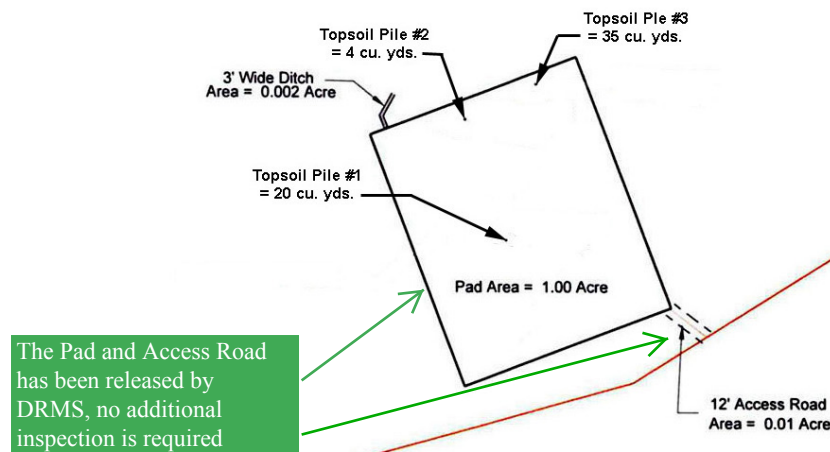 Topsoil Pile #2
= 4 cu. yds.
Topsoil Ple #3
= 35 cu. yds.
3' Wide Ditch
Area = 0.002 Acre
Topsoil Pile #1
= 20 cu. yds.
Pad Area = 1.00 Acre
The Pad and Access Road
has been released by
DRMS, no additional
inspection is required
12' Access Road
Area = 0.01 Acre